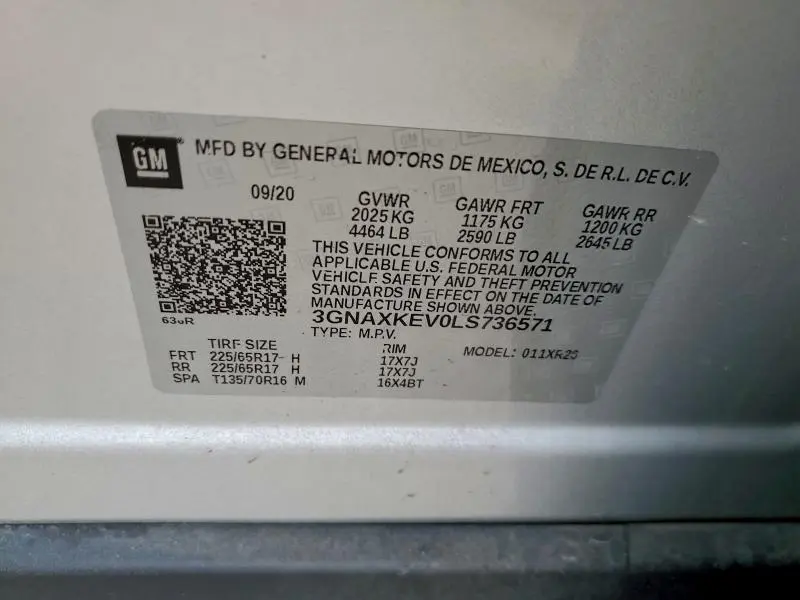 GM
MFD BY GENERAL MOTORS DE MEXICO, S. DE R.L. DE C.V.
09/20 GVWR GAWR FRT GAWR RR
2025 KG 1175 KG 1200 KG
4464 LB 2590 LB 2645 LB
THIS VEHICLE CONFORMS TO ALL
APPLICABLE U.S. FEDERAL MOTOR
VEHICLE SAFETY AND THEFT PREVENTION
STANDARDS IN EFFECT ON THE DATE OF
MANUFACTURE SHOWN ABOVE.
3GNAXKEV0LS736571
TYPE: M.P.V.
TIRE SIZE RIM MODEL:
FRT 225/65R17 H 17X7J
RR 225/65R17 H 17X7J
SPA T135/70R16 M 16X4BT